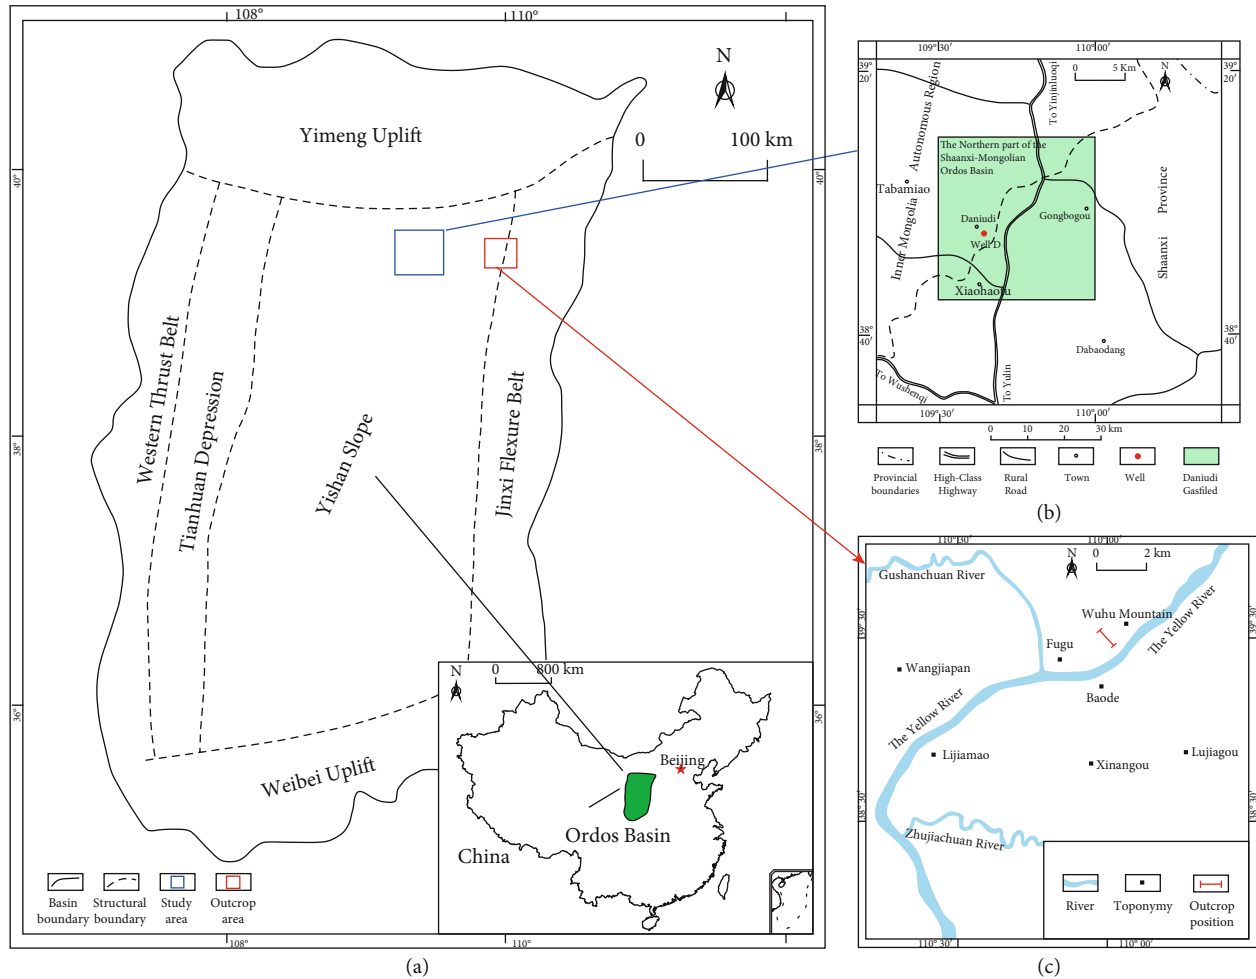 108°
110°
N
Yimeng Uplift
0
100 km
40°
40°
Western Thrust Belt
Tianhuan Depression
Yishan Slope
Jinxi Flexure Belt
38°
38°
36°
36°
Weibei Uplift
N
0
800 km
Beijing
Ordos Basin
China
Basin
boundary
Structural
boundary
Study
area
Outcrop
area
108°
110°
(a)
109° 30′
110° 00′
39°
20′
39°
20′
0
5 Km
N
To Yinjinluoqi
Inner Mongolia Autonomous Region
The Northern part of the
Shaanxi-Mongolian
Ordos Basin
Tabamiao
Daniudi
Well D
Gongbogou
Shaanxi Province
Xiaohaotu
38°
40′
38°
40′
Dabaodang
To Wushenqi
To Yulin
109° 30′
110° 00′
0
10
20
30 km
Provincial
boundaries
High-Class
Highway
Rural
Road
Town
Well
Daniudi
Gasfiled
(b)
110° 30′
110° 00′
N
0
2 km
Gushanchuan River
Wuhu Mountain
The Yellow River
39° 30′
39° 30′
Fugu
Wangjiapan
Baode
The Yellow River
Lijiamao
Xinangou
Lujiagou
38° 30′
38° 30′
Zhujiachuan River
River
Toponymy
Outcrop
position
110° 30′
110° 00′
(c)